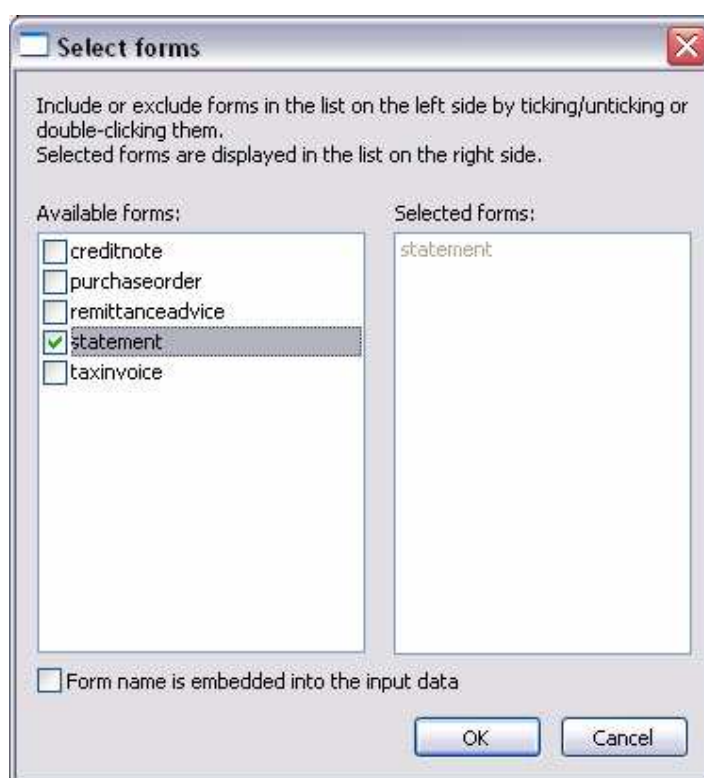 Select forms
Include or exclude forms in the list on the left side by ticking/unticking or
double-clicking them.
Selected forms are displayed in the list on the right side.
Available forms:
Selected forms:
creditnote
purchaseorder
remittanceadvice
statement
taxinvoice
statement
Form name is embedded into the input data
OK
Cancel